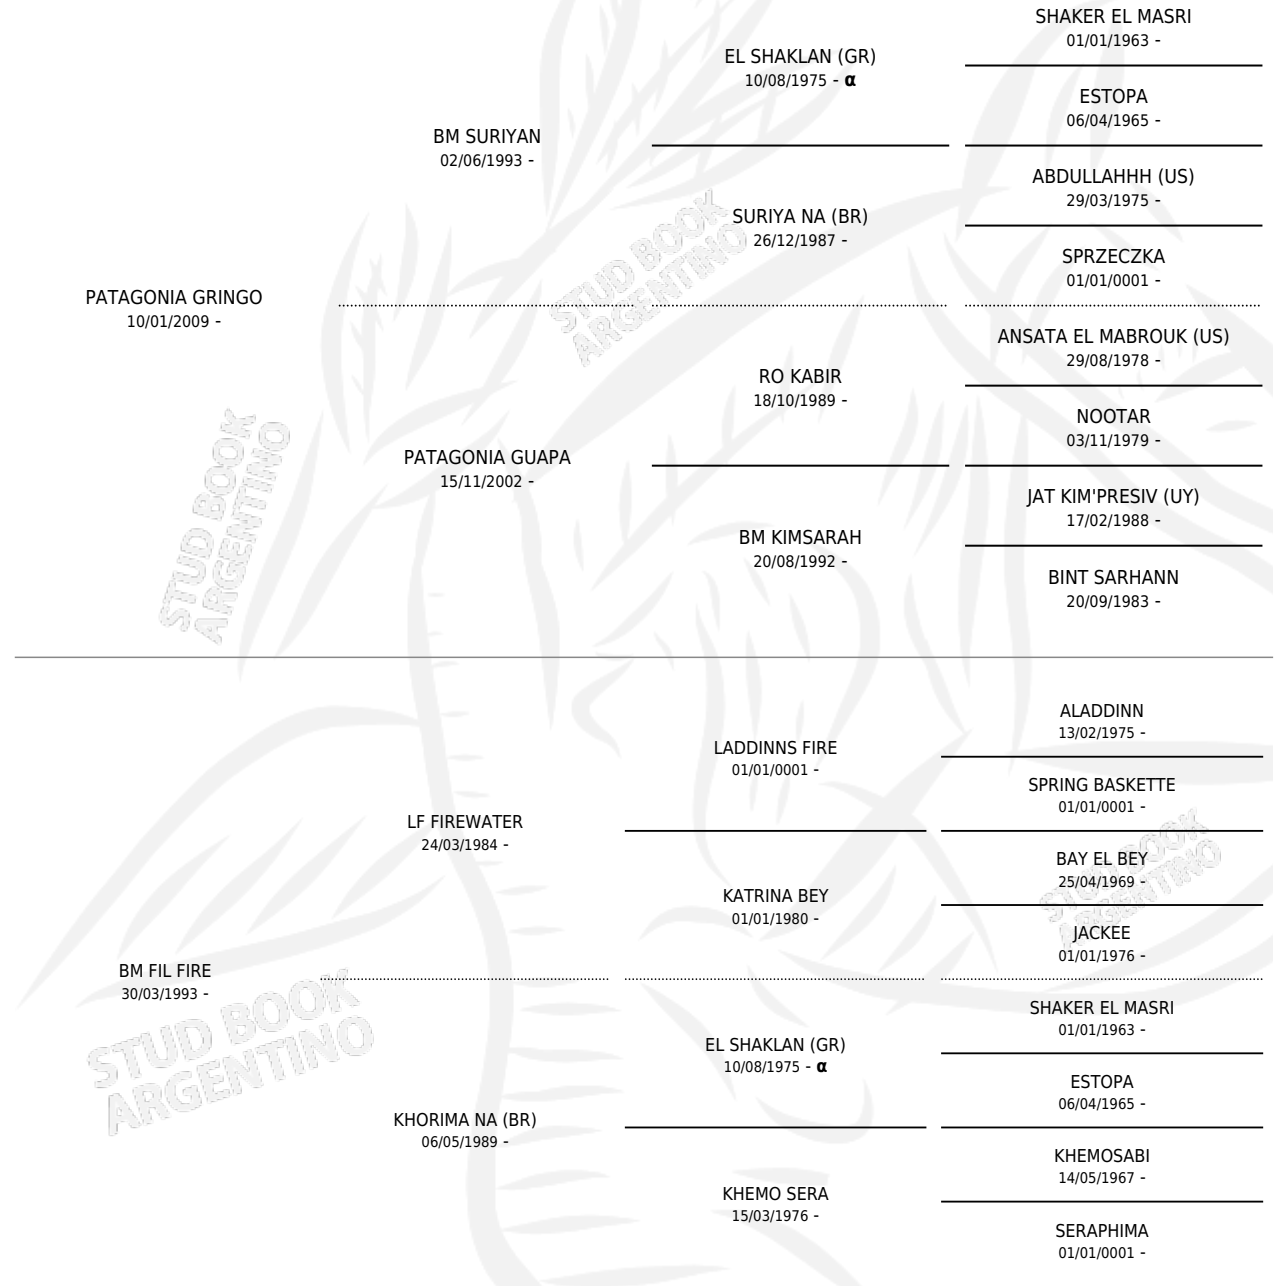 SHAKER EL MASRI
01/01/1963 -
EL SHAKLAN (GR)
10/08/1975 - α
ESTOPA
06/04/1965 -
BM SURIYAN
02/06/1993 -
ABDULLAHHH (US)
29/03/1975 -
SURIYA NA (BR)
26/12/1987 -
SPRZECZKA
01/01/0001 -
STUD BOOK
ARGENTINO
PATAGONIA GRINGO
10/01/2009 -
ANSATA EL MABROUK (US)
29/08/1978 -
RO KABIR
18/10/1989 -
NOOTAR
03/11/1979 -
PATAGONIA GUAPA
15/11/2002 -
JAT KIM'PRESIV (UY)
17/02/1988 -
BM KIMSARAH
20/08/1992 -
BINT SARHANN
20/09/1983 -
STUD BOOK
ARGENTINO
ALADDINN
13/02/1975 -
LADDINNS FIRE
01/01/0001 -
SPRING BASKETTE
01/01/0001 -
LF FIREWATER
24/03/1984 -
BAY EL BEY
25/04/1969 -
STUD BOOK
ARGENTINO
KATRINA BEY
01/01/1980 -
JACKEE
01/01/1976 -
BM FIL FIRE
30/03/1993 -
STUD BOOK
ARGENTINO
SHAKER EL MASRI
01/01/1963 -
EL SHAKLAN (GR)
10/08/1975 - α
ESTOPA
06/04/1965 -
KHORIMA NA (BR)
06/05/1989 -
KHEMOSABI
14/05/1967 -
KHEMO SERA
15/03/1976 -
SERAPHIMA
01/01/0001 -